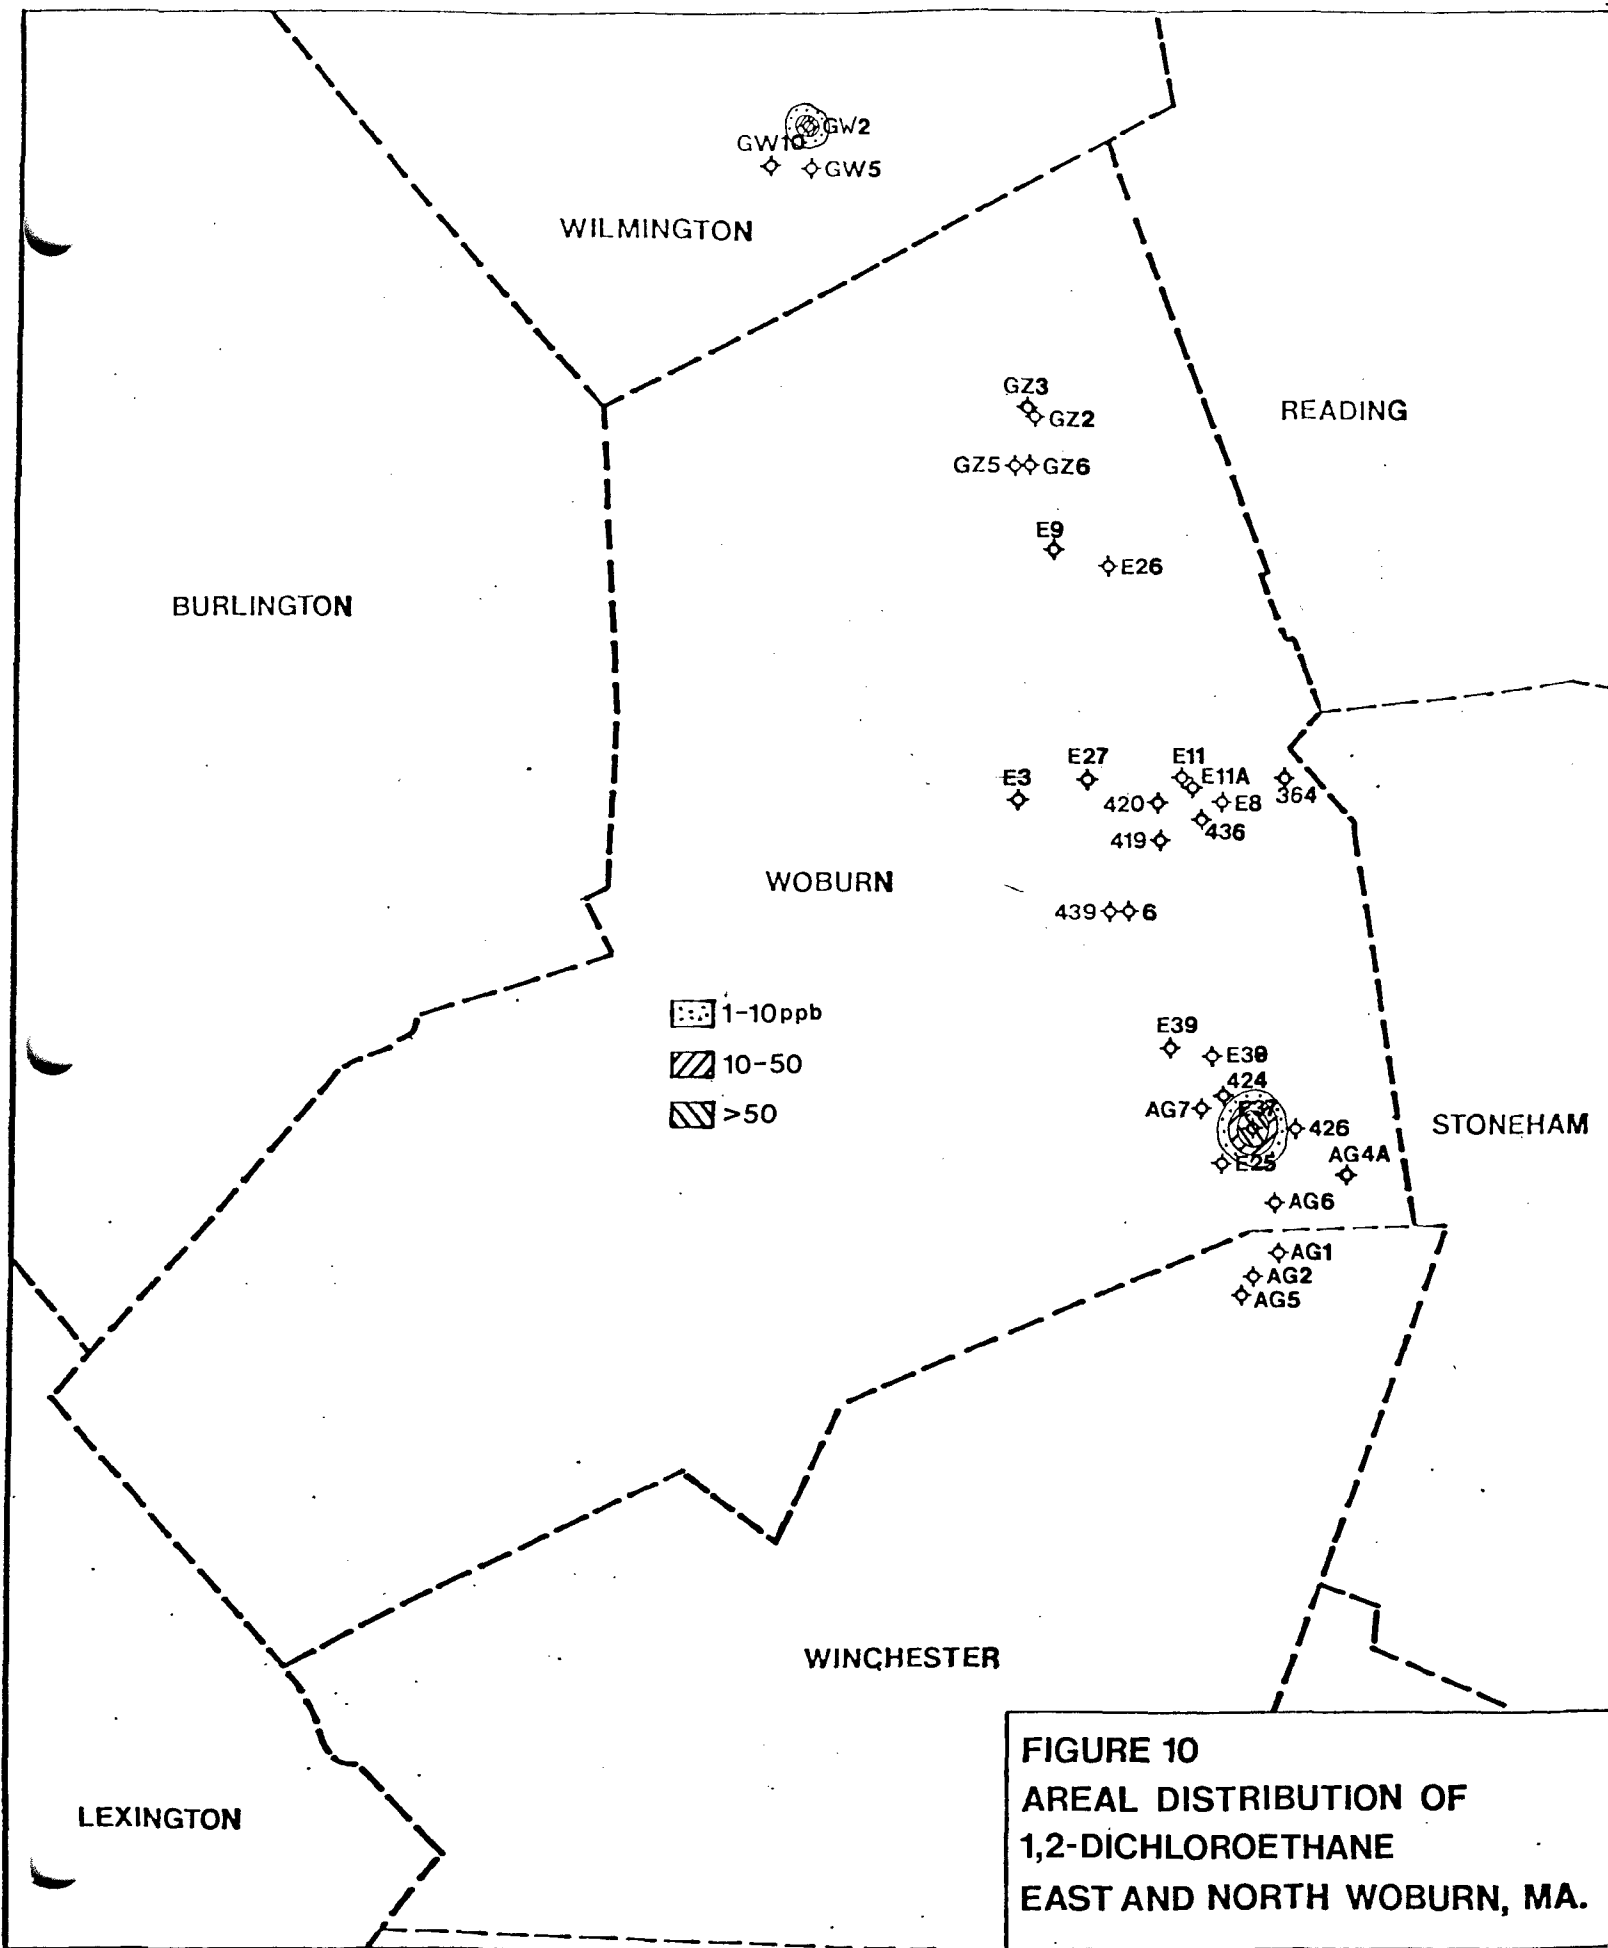 GW2
GW10
GW5
WILMINGTON
GZ3
GZ2
READING
GZ5
GZ6
E9
E26
BURLINGTON
E27
E11
E3
E11A
420
E8
364
436
419
WOBURN
439
6
1-10ppb
10-50
>50
E39
424
AG7
E37
426
STONEHAM
AG4A
E25
AG6
AG1
AG2
AG5
WINCHESTER
LEXINGTON
FIGURE 10
AREAL DISTRIBUTION OF
1,2-DICHLOROETHANE
EAST AND NORTH WOBURN, MA.